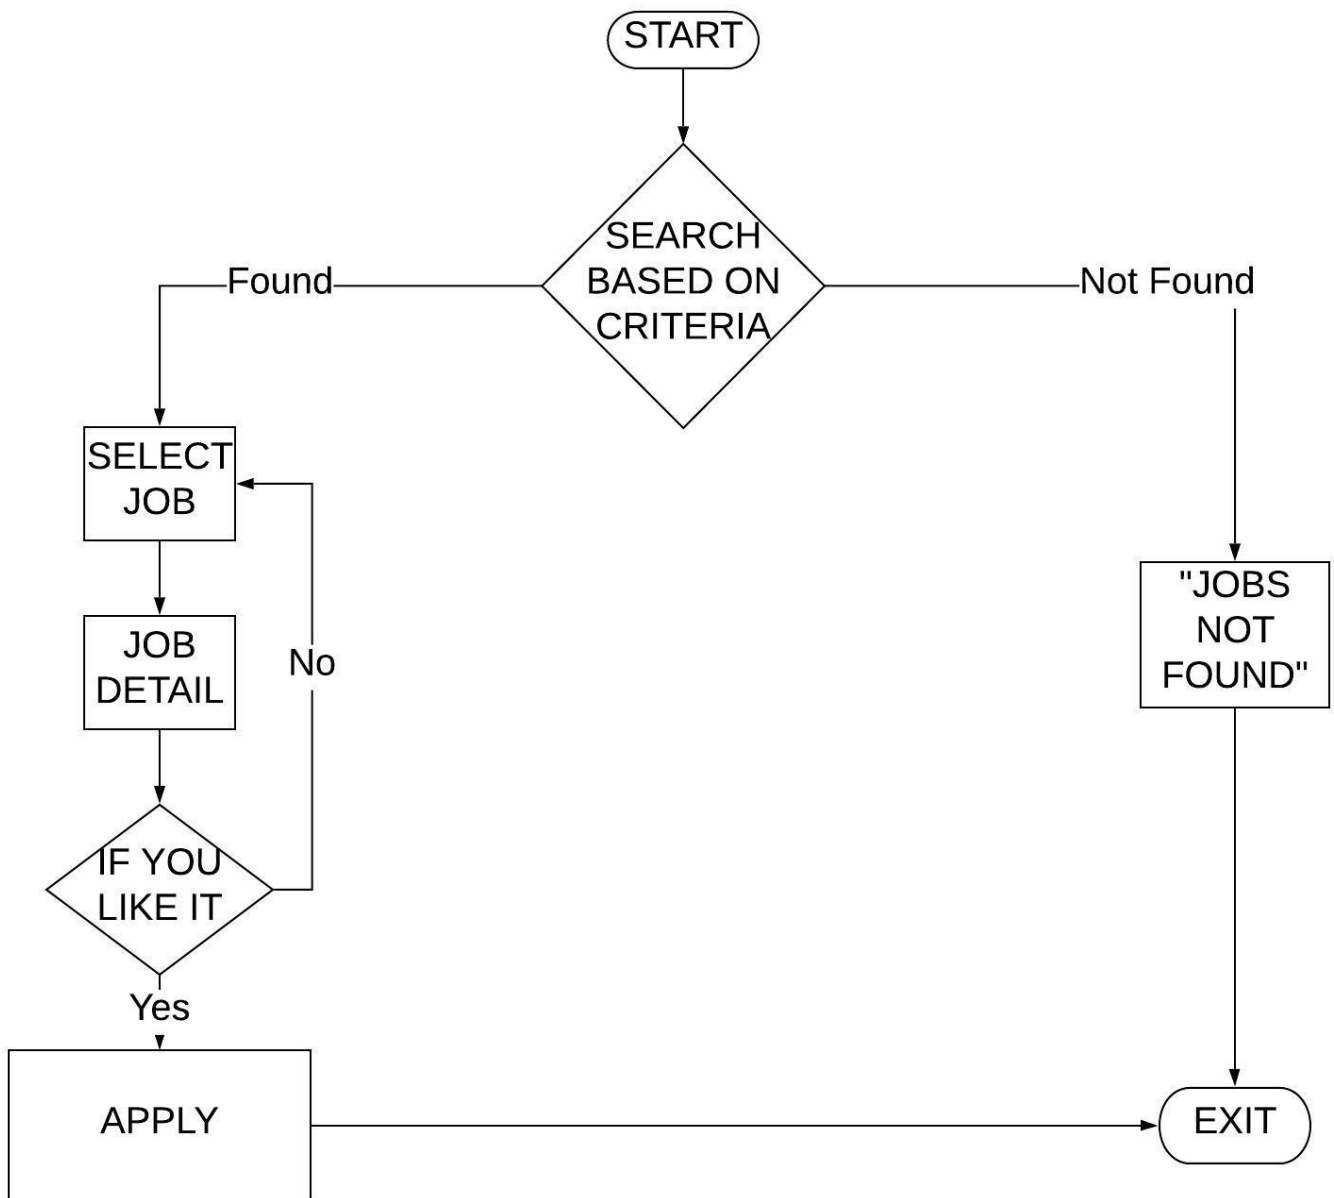 START
SEARCH
BASED ON
CRITERIA
Found
Not Found
SELECT
JOB
JOB
DETAIL
No
"JOBS
NOT
FOUND"
IF YOU
LIKE IT
Yes
APPLY
EXIT